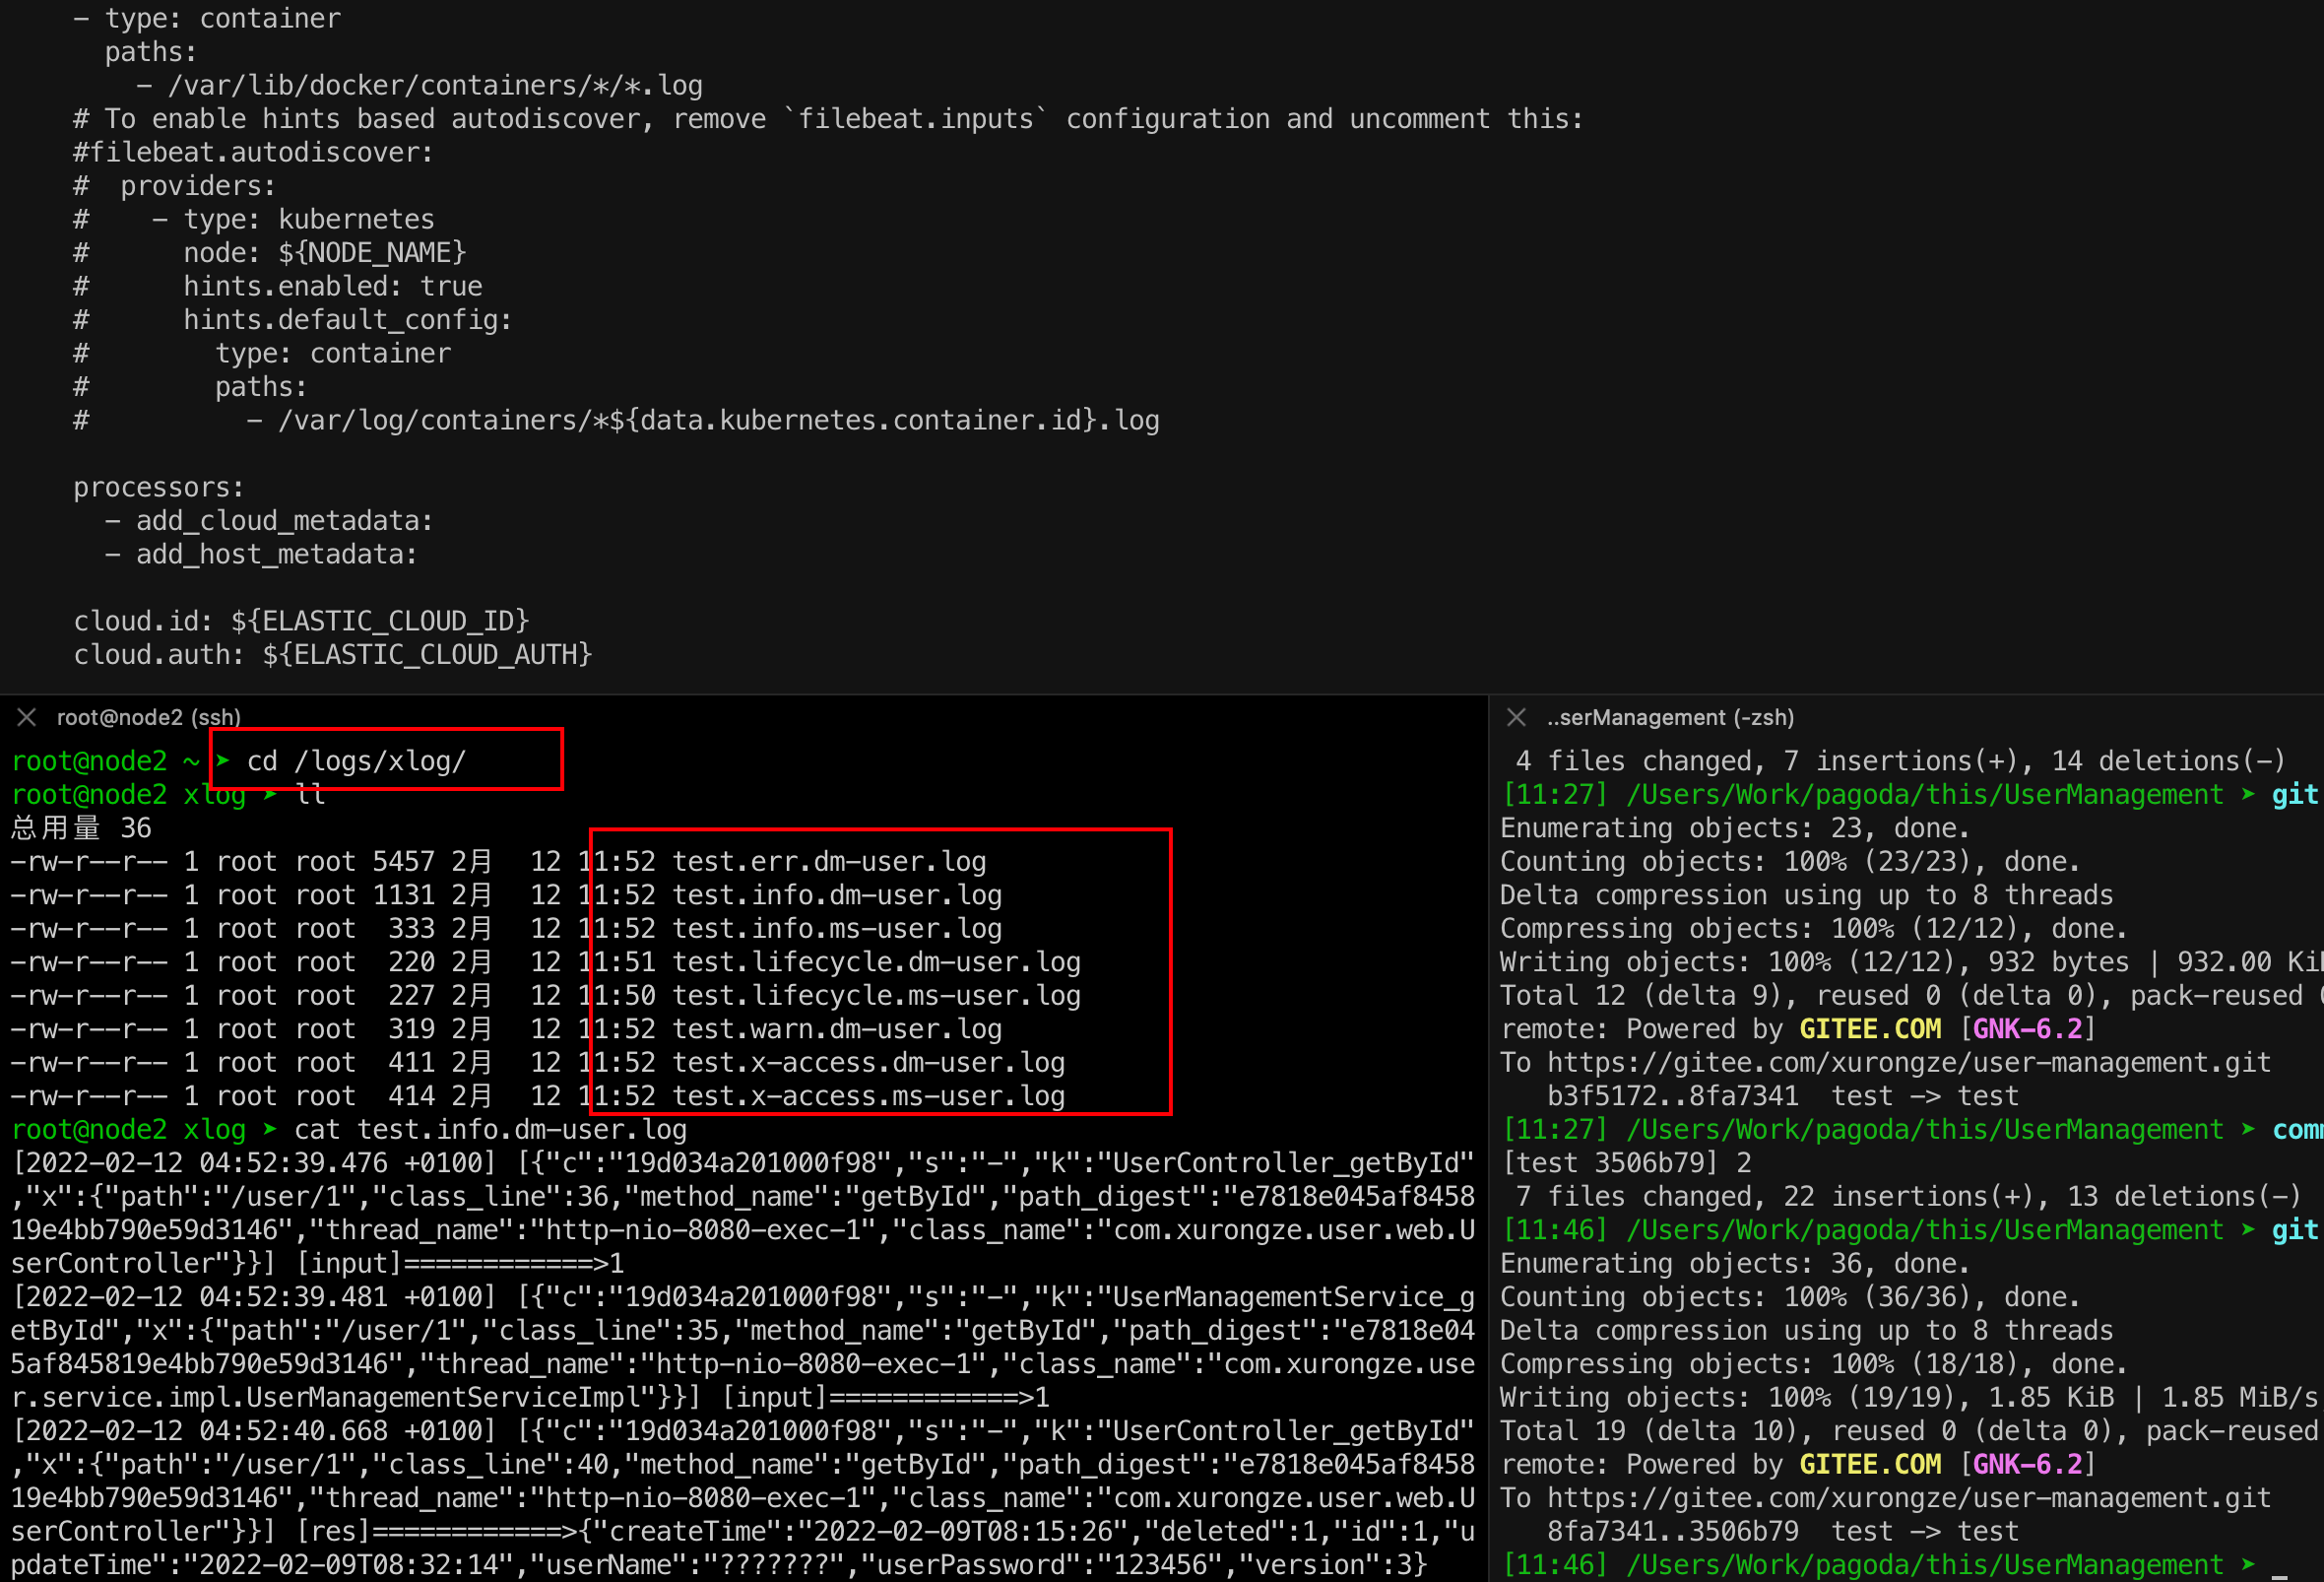 - type: container
paths:
- /var/lib/docker/containers/*/*.log
# To enable hints based autodiscover, remove `filebeat.inputs` configuration and uncomment this:
#filebeat.autodiscover:
#  providers:
#    - type: kubernetes
#      node: ${NODE_NAME}
#      hints.enabled: true
#      hints.default_config:
#        type: container
#        paths:
#          - /var/log/containers/*${data.kubernetes.container.id}.log
processors:
- add_cloud_metadata:
- add_host_metadata:
cloud.id: ${ELASTIC_CLOUD_ID}
cloud.auth: ${ELASTIC_CLOUD_AUTH}
root@node2 (ssh)
root@node2 ~ ➤ cd /logs/xlog/
root@node2 xlog ➤ ll
总用量 36
-rw-r--r-- 1 root root 5457 2月  12 11:52 test.err.dm-user.log
-rw-r--r-- 1 root root 1131 2月  12 11:52 test.info.dm-user.log
-rw-r--r-- 1 root root  333 2月  12 11:52 test.info.ms-user.log
-rw-r--r-- 1 root root  220 2月  12 11:51 test.lifecycle.dm-user.log
-rw-r--r-- 1 root root  227 2月  12 11:50 test.lifecycle.ms-user.log
-rw-r--r-- 1 root root  319 2月  12 11:52 test.warn.dm-user.log
-rw-r--r-- 1 root root  411 2月  12 11:52 test.x-access.dm-user.log
-rw-r--r-- 1 root root  414 2月  12 11:52 test.x-access.ms-user.log
root@node2 xlog ➤ cat test.info.dm-user.log
[2022-02-12 04:52:39.476 +0100] [{"c":"19d034a201000f98","s":"-","k":"UserController_getById"
,"x":{"path":"/user/1","class_line":36,"method_name":"getById","path_digest":"e7818e045af8458
19e4bb790e59d3146","thread_name":"http-nio-8080-exec-1","class_name":"com.xurongze.user.web.U
serController"}}] [input]============>1
[2022-02-12 04:52:39.481 +0100] [{"c":"19d034a201000f98","s":"-","k":"UserManagementService_g
etById","x":{"path":"/user/1","class_line":35,"method_name":"getById","path_digest":"e7818e04
5af845819e4bb790e59d3146","thread_name":"http-nio-8080-exec-1","class_name":"com.xurongze.use
r.service.impl.UserManagementServiceImpl"}}] [input]============>1
[2022-02-12 04:52:40.668 +0100] [{"c":"19d034a201000f98","s":"-","k":"UserController_getById"
,"x":{"path":"/user/1","class_line":40,"method_name":"getById","path_digest":"e7818e045af8458
19e4bb790e59d3146","thread_name":"http-nio-8080-exec-1","class_name":"com.xurongze.user.web.U
serController"}}] [res]============>{"createTime":"2022-02-09T08:15:26","deleted":1,"id":1,"u
pdateTime":"2022-02-09T08:32:14","userName":"???????","userPassword":"123456","version":3}
..serManagement (-zsh)
4 files changed, 7 insertions(+), 14 deletions(-)
[11:27] /Users/Work/pagoda/this/UserManagement ➤ git
Enumerating objects: 23, done.
Counting objects: 100% (23/23), done.
Delta compression using up to 8 threads
Compressing objects: 100% (12/12), done.
Writing objects: 100% (12/12), 932 bytes | 932.00
Total 12 (delta 9), reused 0 (delta 0), pack-reused
remote: Powered by GITEE.COM [GNK-6.2]
To https://gitee.com/xurongze/user-management.git
b3f5172..8fa7341  test -> test
[11:27] /Users/Work/pagoda/this/UserManagement ➤
[test 3506b79] 2
7 files changed, 22 insertions(+), 13 deletions(-)
[11:46] /Users/Work/pagoda/this/UserManagement ➤ git
Enumerating objects: 36, done.
Counting objects: 100% (36/36), done.
Delta compression using up to 8 threads
Compressing objects: 100% (18/18), done.
Writing objects: 100% (19/19), 1.85 KiB | 1.85 MiB/s
Total 19 (delta 10), reused 0 (delta 0), pack-reused
remote: Powered by GITEE.COM [GNK-6.2]
To https://gitee.com/xurongze/user-management.git
8fa7341..3506b79  test -> test
[11:46] /Users/Work/pagoda/this/UserManagement ➤ _